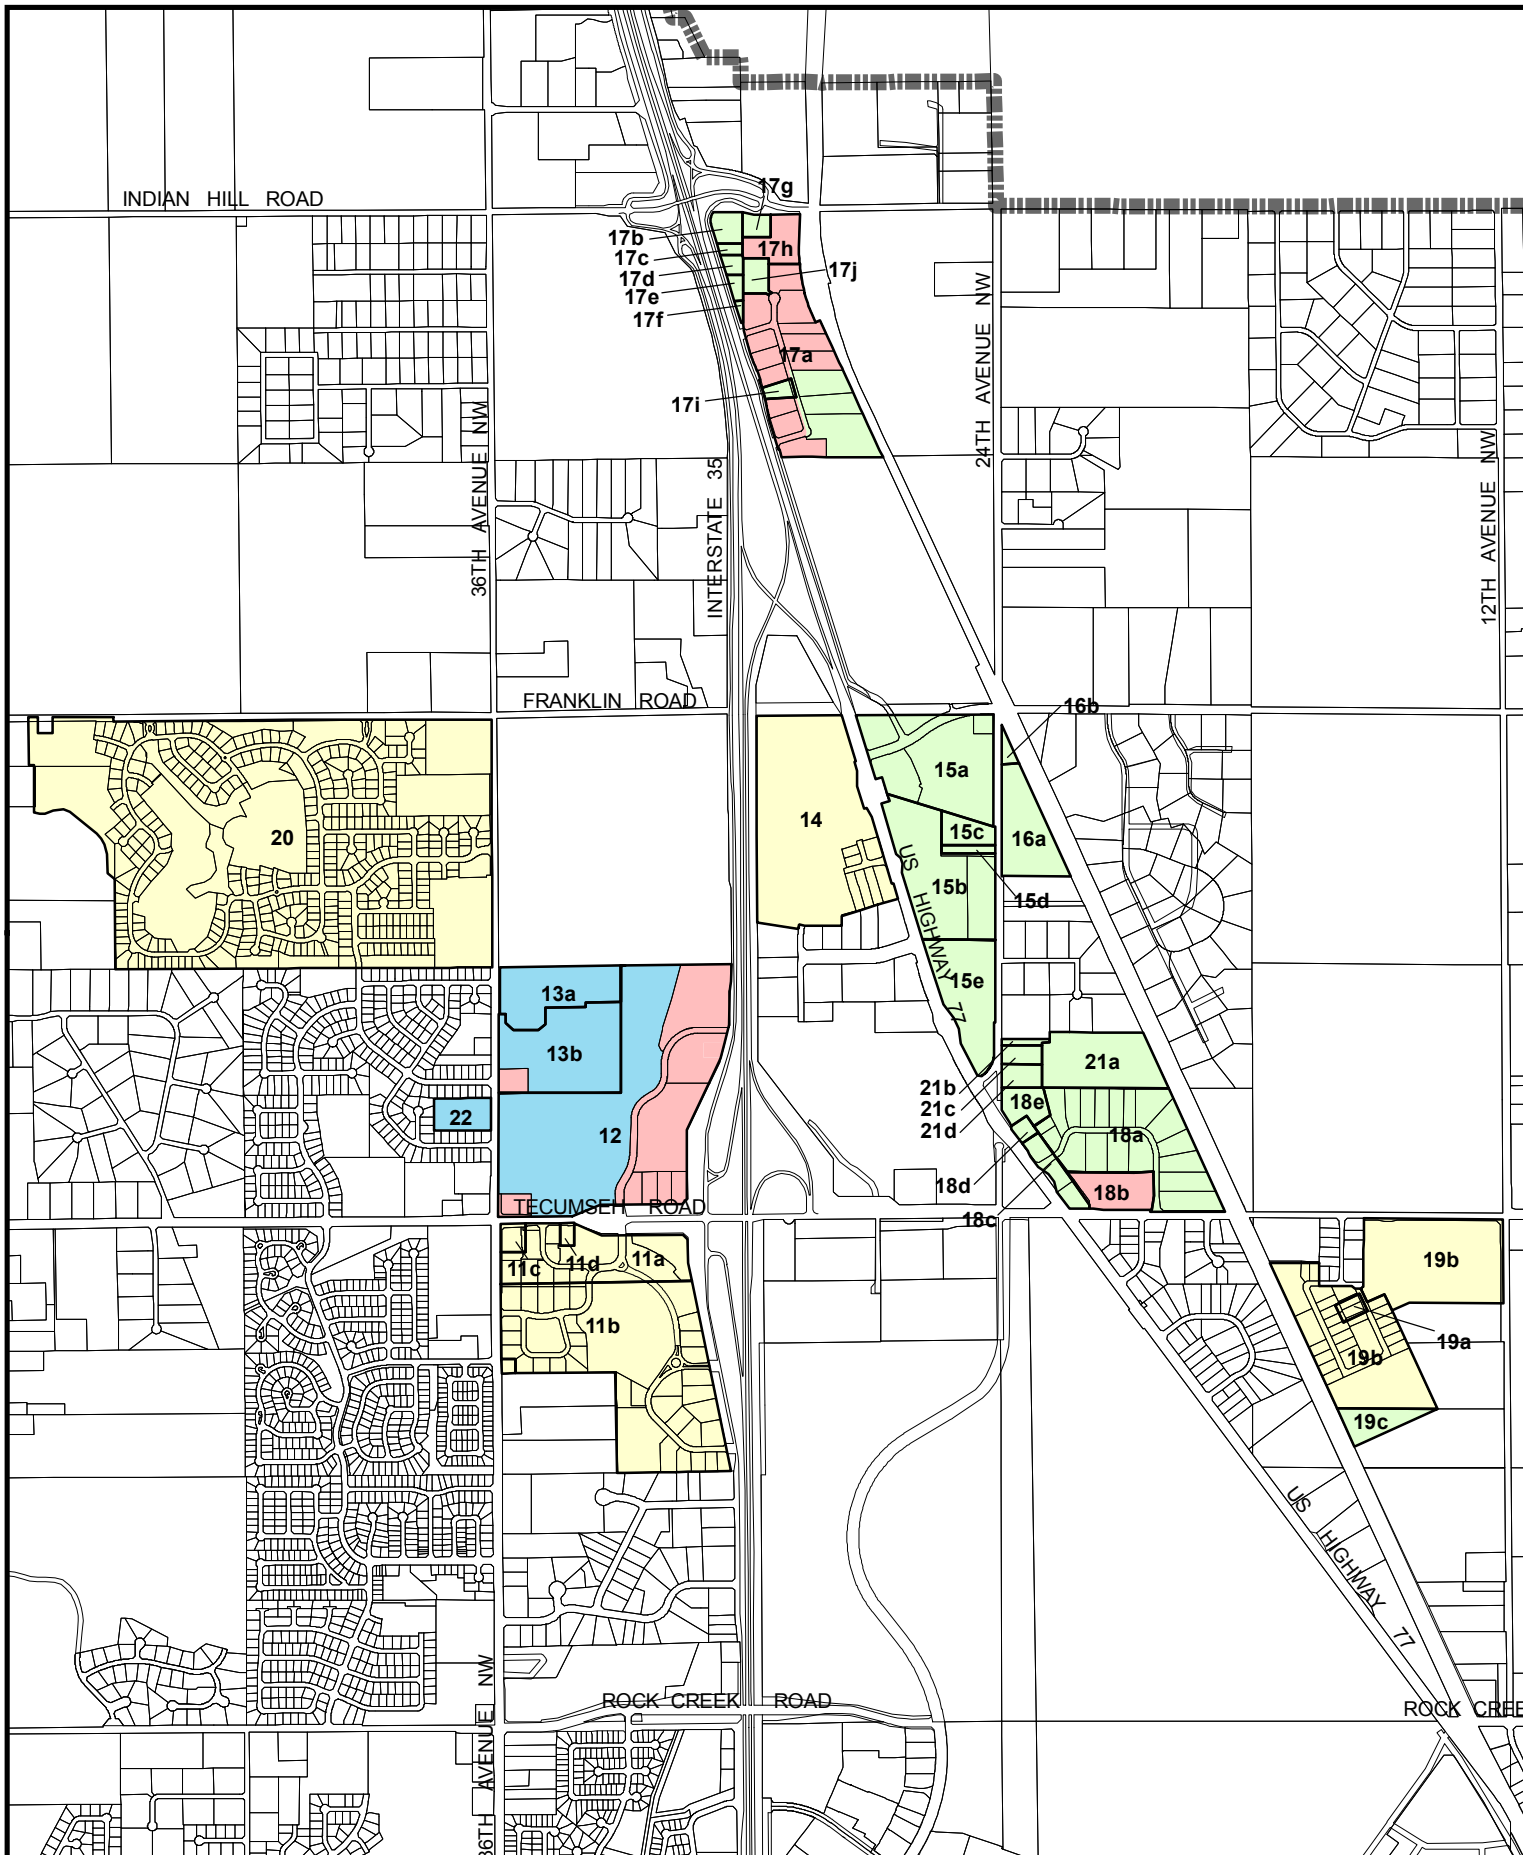 17g
INDIAN HILL ROAD
17b
17h
17c
17d
17j
17e
17f
17a
17i
24TH AVENUE NW
36TH AVENUE NW
INTERSTATE 35
12TH AVENUE NW
FRANKLIN ROAD
16b
15a
14
15c
16a
20
US HIGHWAY 77
15b
15d
15e
13a
13b
21a
21b
21c
18e
22
12
21d
18a
18d
18b
TECUMSEH ROAD
18c
11c
11d
11a
19b
11b
19a
19b
19c
US HIGHWAY 77
36TH AVENUE NW
ROCK CREEK ROAD
ROCK CREE